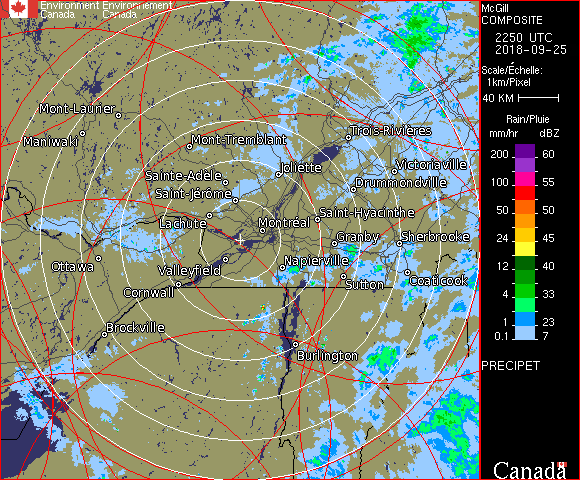 Environment Environnement
Canada Canada
McGill
COMPOSITE
2250 UTC
2018-09-25
Scale/Échelle:
1km/Pixel
40 KM
Rain/Pluie
mm/hr dBZ
200 60
100 55
50 50
24 45
12 40
4 33
1 23
0.1 7
PRECIPET
Canada
Mont-Laurier
Maniwaki
Mont-Tremblant
Trois-Rivières
Sainte-Adèle
Joliette
Victoriaville
Saint-Jérôme
Drummondville
Lachute
Montréal
Saint-Hyacinthe
Granby
Sherbrooke
Ottawa
Valleyfield
Napierville
Cornwall
Sutton
Coaticook
Brockville
Burlington